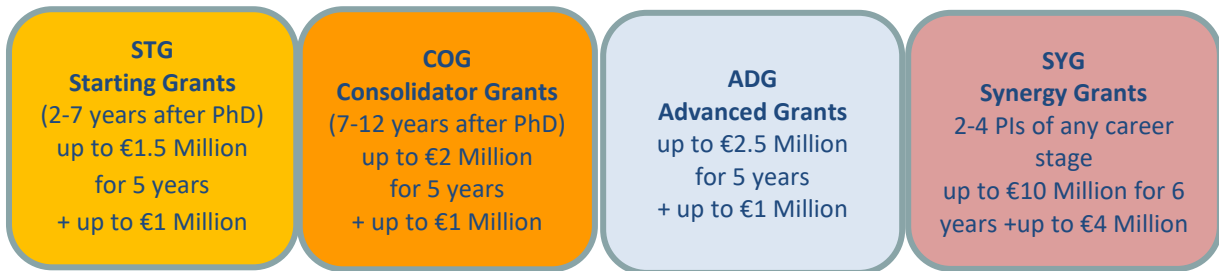 STG
Starting Grants
(2-7 years after PhD)
up to €1.5 Million
for 5 years
+ up to €1 Million
COG
Consolidator Grants
(7-12 years after PhD)
up to €2 Million
for 5 years
+ up to €1 Million
ADG
Advanced Grants
up to €2.5 Million
for 5 years
+ up to €1 Million
SYG
Synergy Grants
2-4 PIs of any career
stage
up to €10 Million for 6
years +up to €4 Million